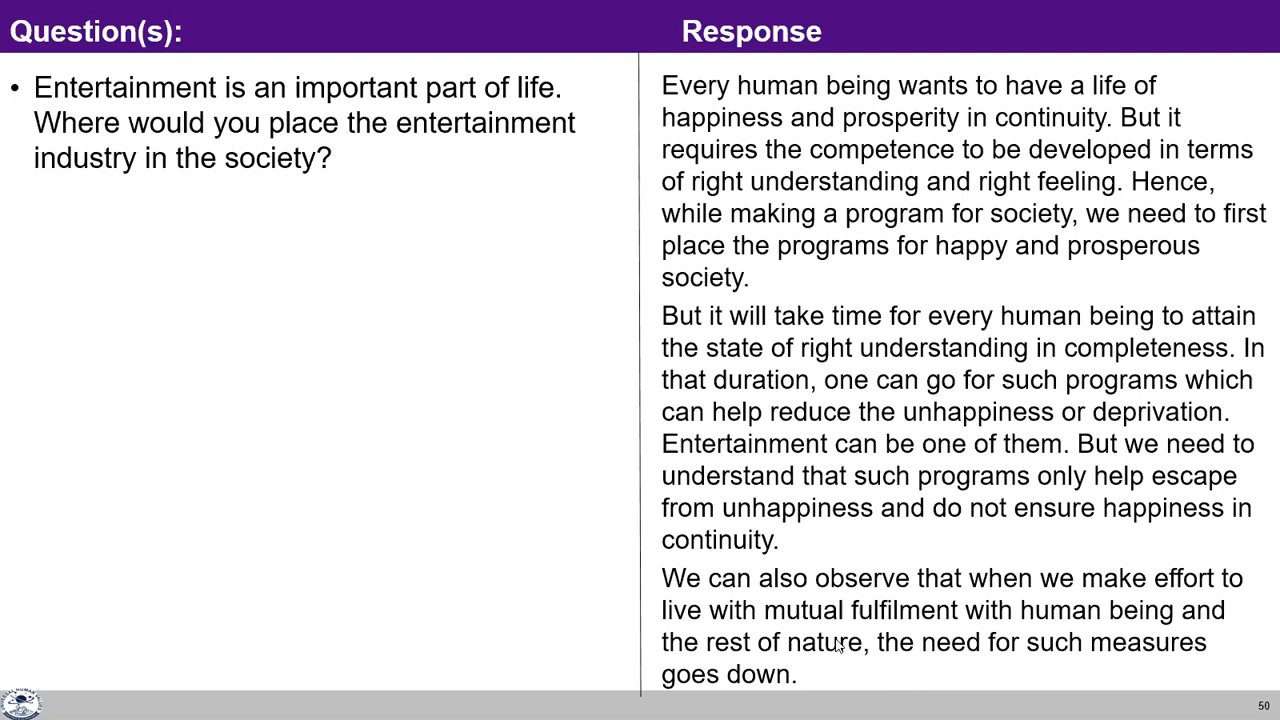 Question(s):
Response
• Entertainment is an important part of life.
Where would you place the entertainment
industry in the society?
Every human being wants to have a life of
happiness and prosperity in continuity. But it
requires the competence to be developed in terms
of right understanding and right feeling. Hence,
while making a program for society, we need to first
place the programs for happy and prosperous
society.
But it will take time for every human being to attain
the state of right understanding in completeness. In
that duration, one can go for such programs which
can help reduce the unhappiness or deprivation.
Entertainment can be one of them. But we need to
understand that such programs only help escape
from unhappiness and do not ensure happiness in
continuity.
We can also observe that when we make effort to
live with mutual fulfilment with human being and
the rest of nature, the need for such measures
goes down.
50